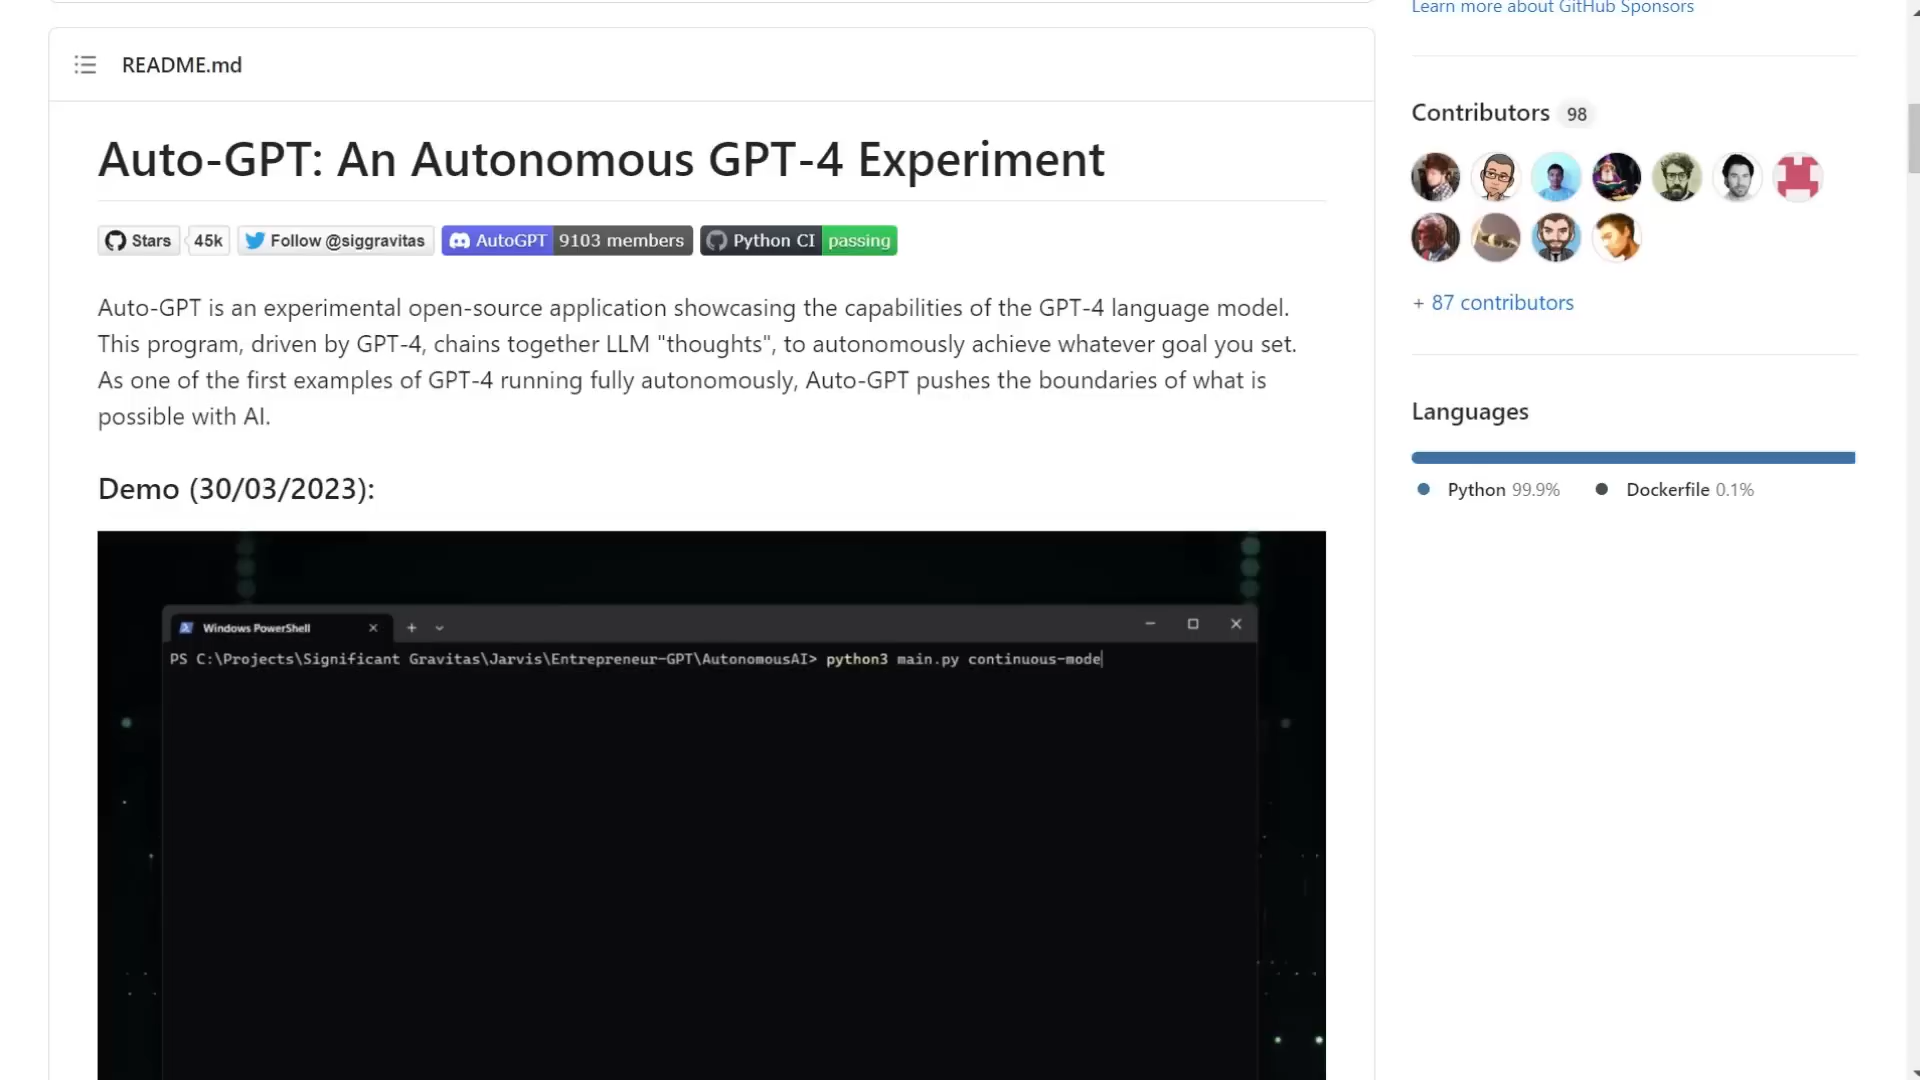 Learn more about GitHub Sponsors
README.md
Auto-GPT: An Autonomous GPT-4 Experiment
Stars 45k Follow @siggravitas AutoGPT 9103 members Python CI passing
Auto-GPT is an experimental open-source application showcasing the capabilities of the GPT-4 language model.
This program, driven by GPT-4, chains together LLM "thoughts", to autonomously achieve whatever goal you set.
As one of the first examples of GPT-4 running fully autonomously, Auto-GPT pushes the boundaries of what is
possible with AI.
Demo (30/03/2023):
Windows PowerShell
PS C:\Projects\Significant Gravitas\Jarvis\Entrepreneur-GPT\AutonomousAI> python3 main.py continuous-mode
Contributors 98
+ 87 contributors
Languages
Python 99.9% Dockerfile 0.1%